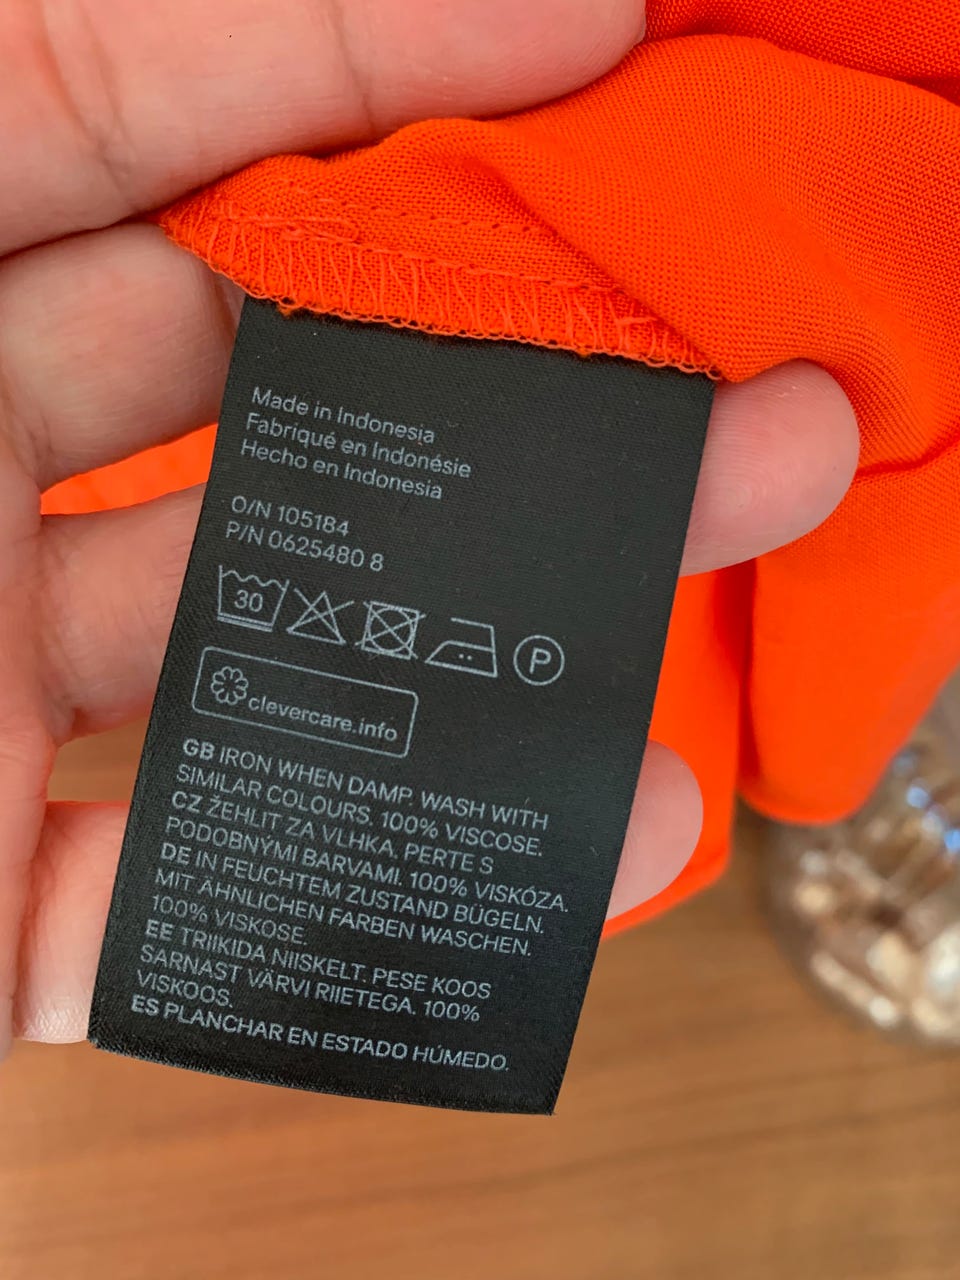 Made in Indonesia
Fabriqué en Indonésie
Hecho en Indonesia
O/N 105184
P/N 0625480 8
30 P
clevercare.info
GB IRON WHEN DAMP. WASH WITH
SIMILAR COLOURS. 100% VISCOSE.
CZ ŽEHLIT ZA VLHKA. PERTE S
PODOBNÝMI BARVAMI. 100% VISKÓZA.
DE IN FEUCHTEM ZUSTAND BÜGELN.
MIT ÄHNLICHEN FARBEN WASCHEN.
100% VISKOSE.
EE TRIIKIDA NIISKELT. PESE KOOS
SARNAST VÄRVI RIIETEGA. 100%
VISKOOS.
ES PLANCHAR EN ESTADO HÚMEDO.